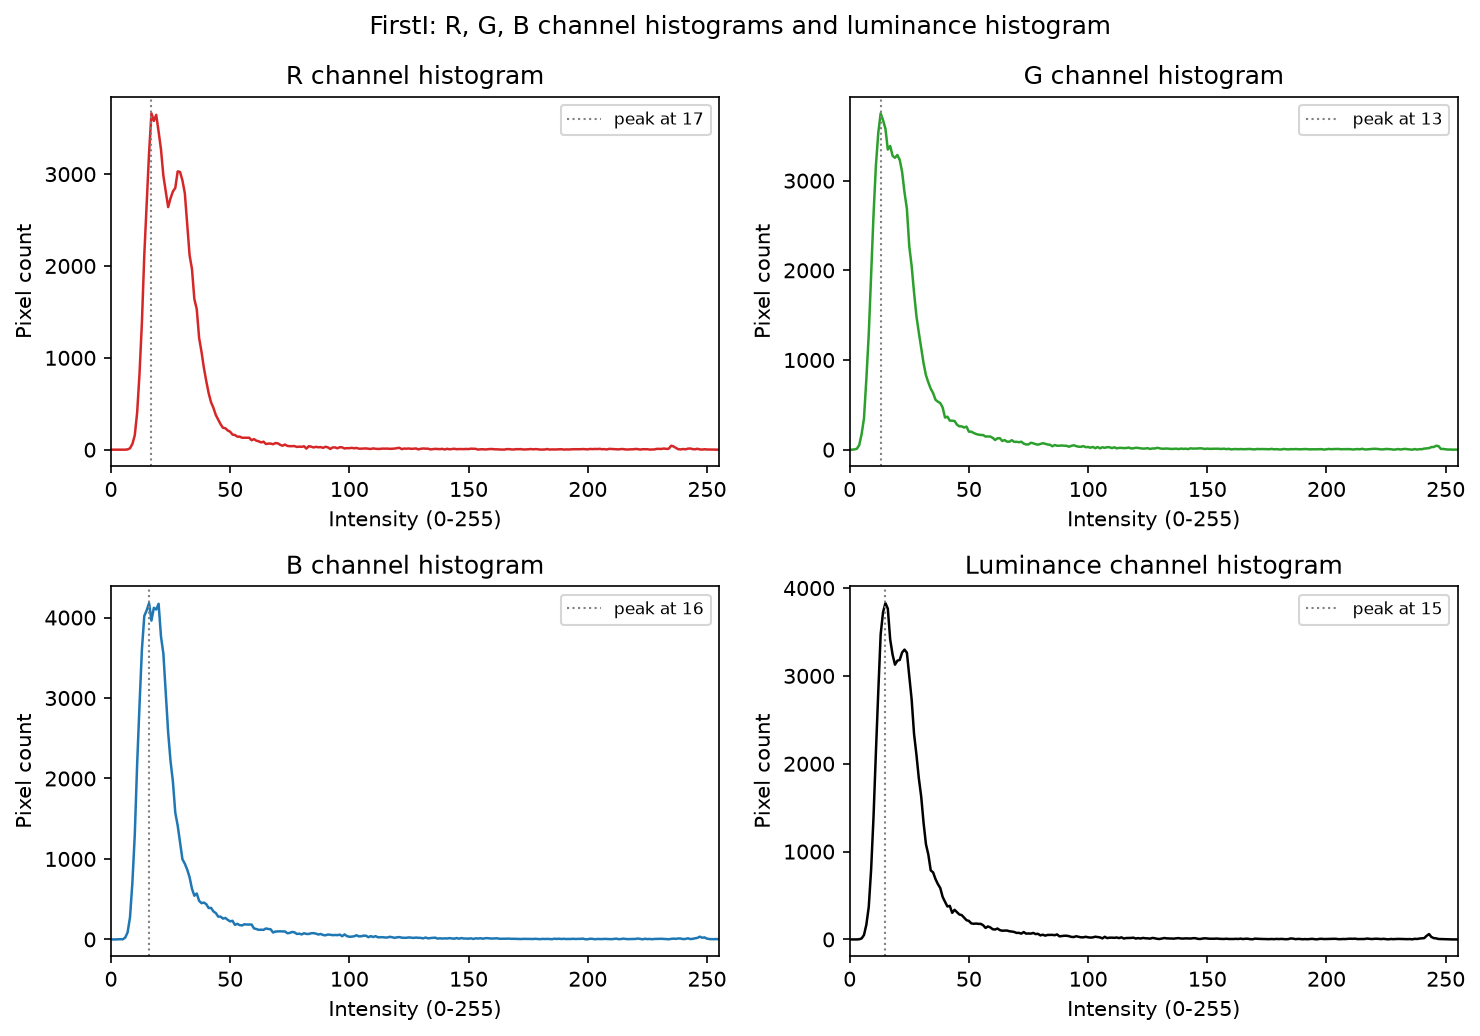 FirstI: R, G, B channel histograms and luminance histogram
R channel histogram
peak at 17
Pixel count
3000
2000
1000
0
0 50 100 150 200 250
Intensity (0-255)
G channel histogram
peak at 13
Pixel count
3000
2000
1000
0
0 50 100 150 200 250
Intensity (0-255)
B channel histogram
peak at 16
Pixel count
4000
3000
2000
1000
0
0 50 100 150 200 250
Intensity (0-255)
Luminance channel histogram
peak at 15
Pixel count
4000
3000
2000
1000
0
0 50 100 150 200 250
Intensity (0-255)